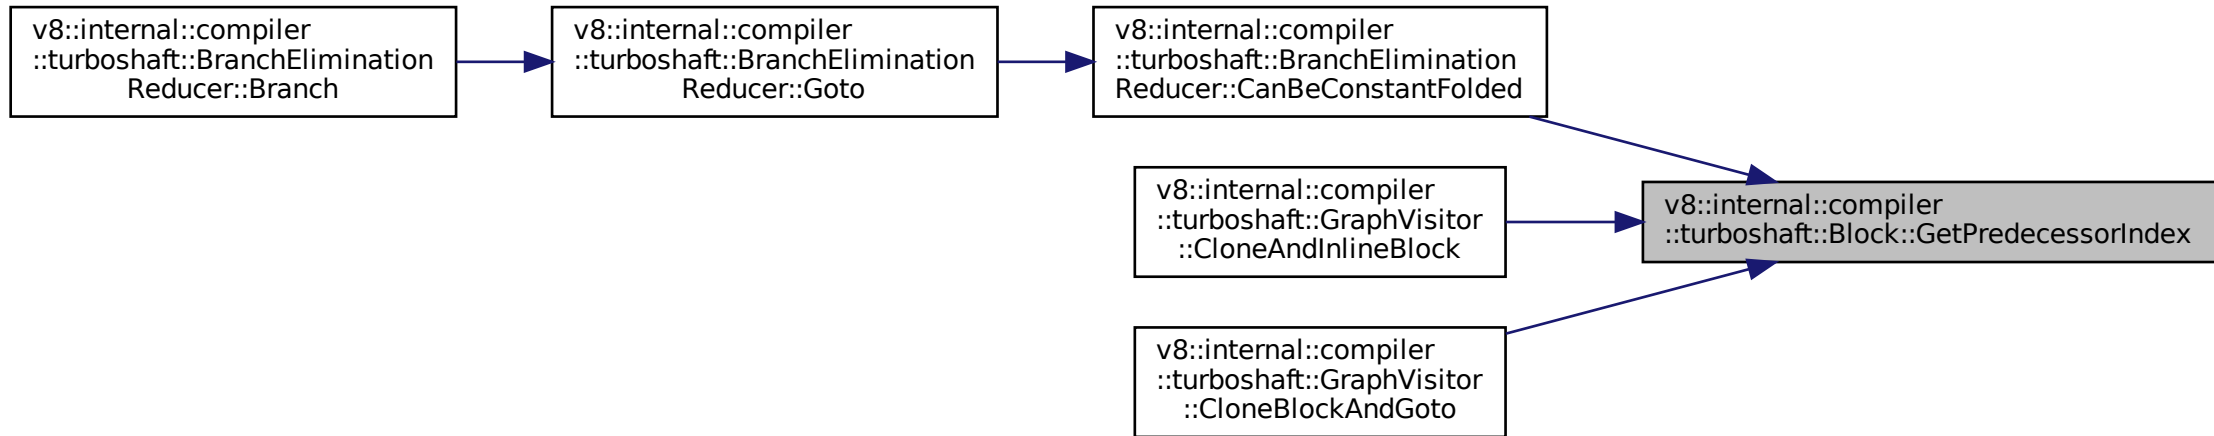 v8::internal::compiler
::turboshaft::BranchElimination
Reducer::Branch
v8::internal::compiler
::turboshaft::BranchElimination
Reducer::Goto
v8::internal::compiler
::turboshaft::BranchElimination
Reducer::CanBeConstantFolded
v8::internal::compiler
::turboshaft::GraphVisitor
::CloneAndInlineBlock
v8::internal::compiler
::turboshaft::Block::GetPredecessorIndex
v8::internal::compiler
::turboshaft::GraphVisitor
::CloneBlockAndGoto